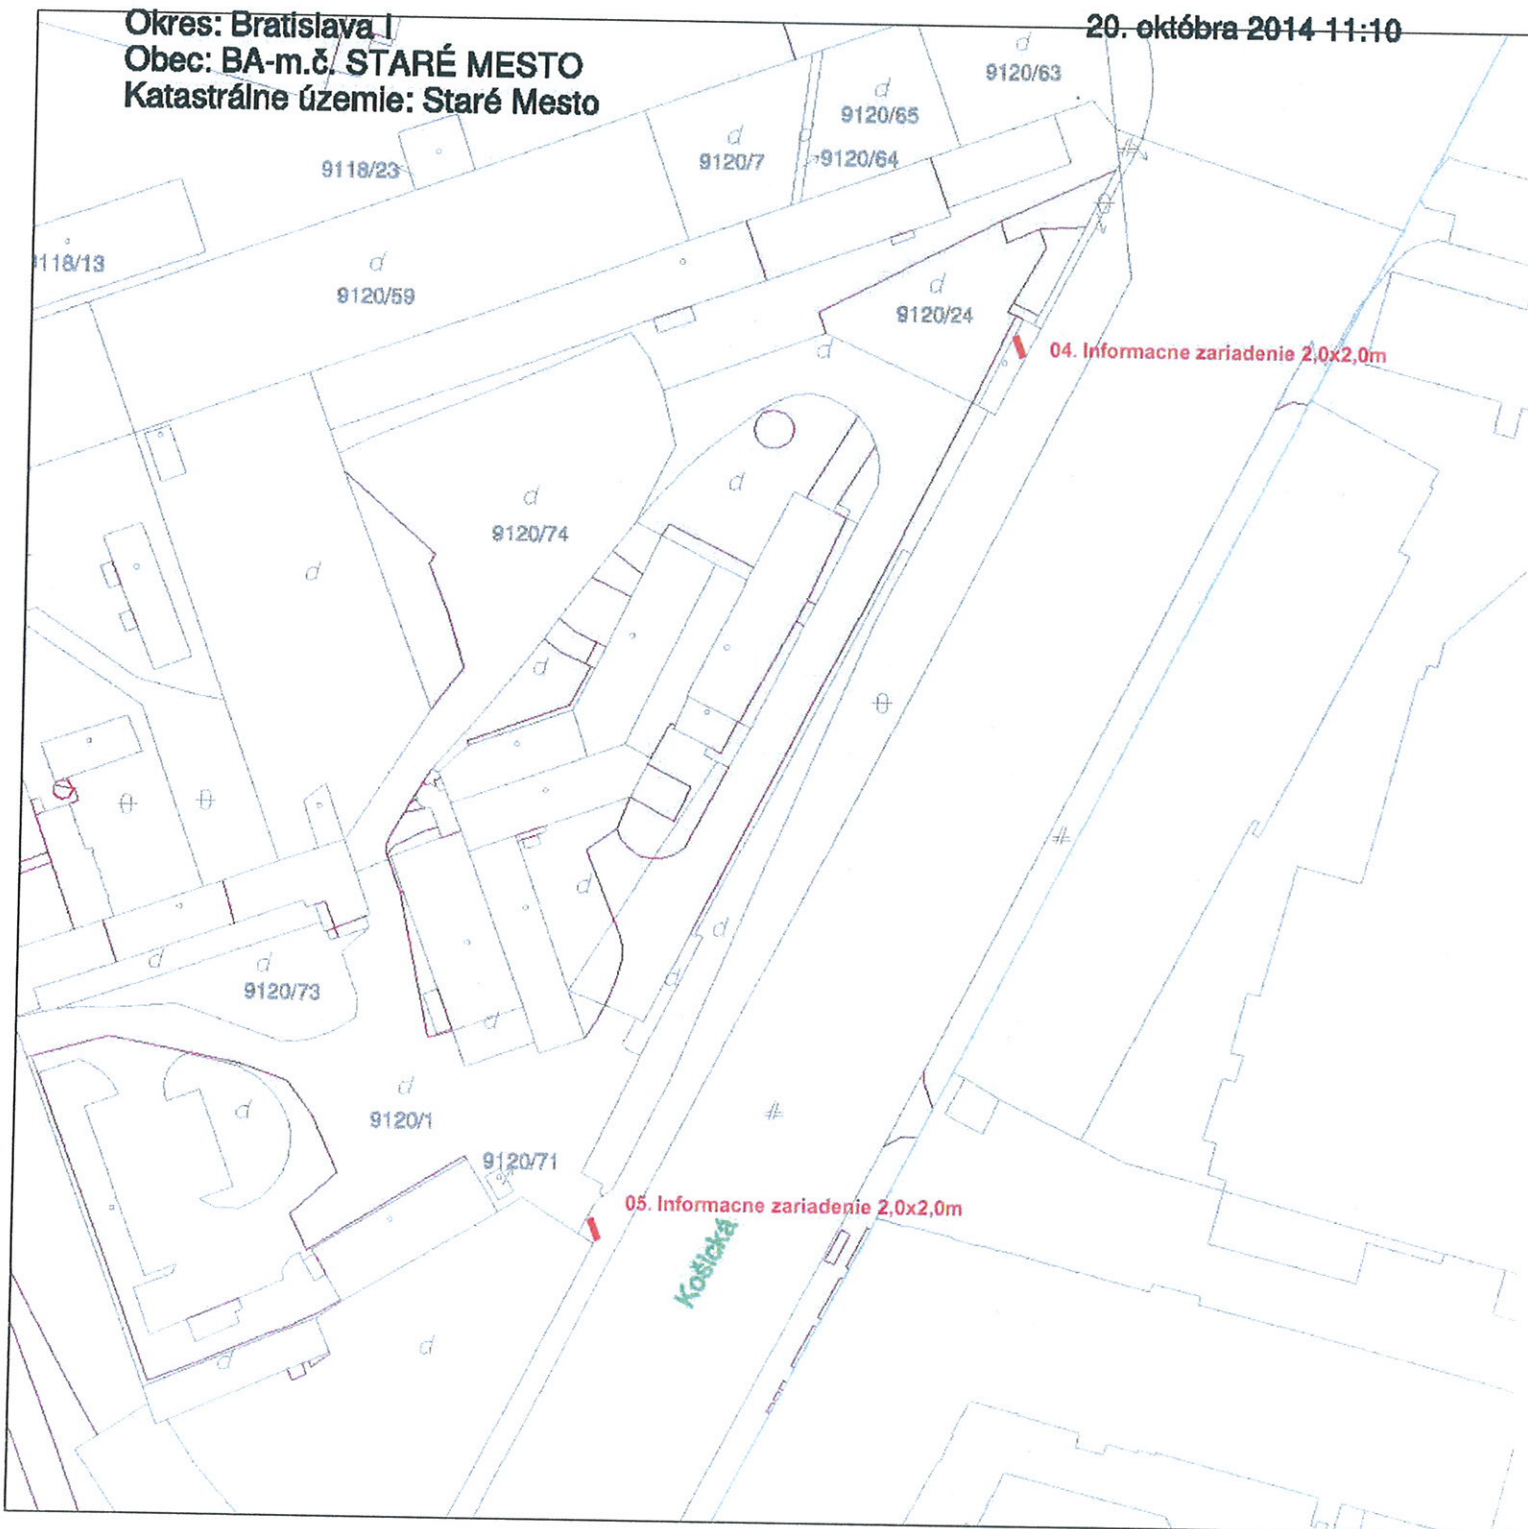 Okres: Bratislava I
20. októbra 2014 11:10
Obec: BA-m.č. STARÉ MESTO
Katastrálne územie: Staré Mesto
9120/63
9120/65
9120/7
9120/64
9118/23
118/13
9120/59
9120/24
04. Informacne zariadenie 2,0x2,0m
9120/74
9120/73
9120/1
9120/71
05. Informacne zariadenie 2,0x2,0m
Košická